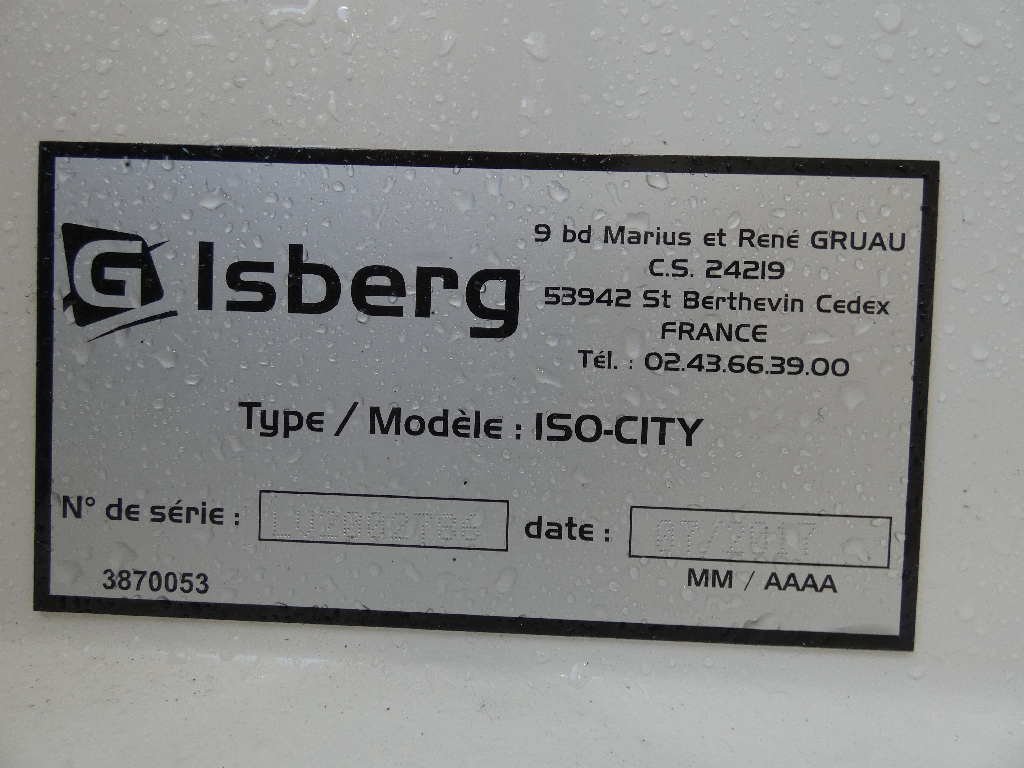 G Isberg
9 bd Marius et René GRUAU
C.S. 24219
53942 St Berthevin Cedex
FRANCE
Tél. : 02.43.66.39.00
Type / Modèle : ISO-CITY
N° de série :
date : 07/2017
3870053
MM / AAAA